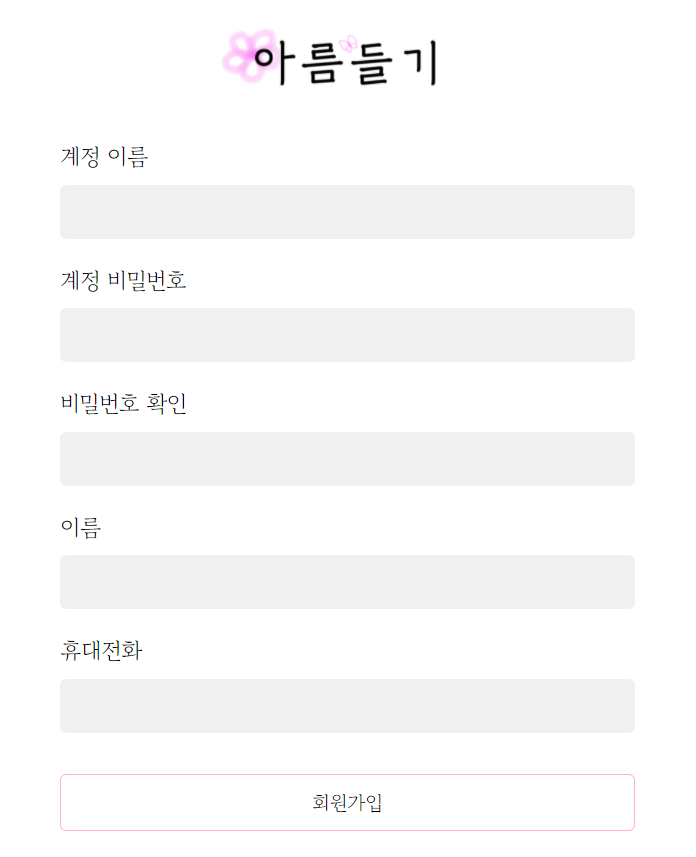 아름들기
계정 이름
계정 비밀번호
비밀번호 확인
이름
휴대전화
회원가입